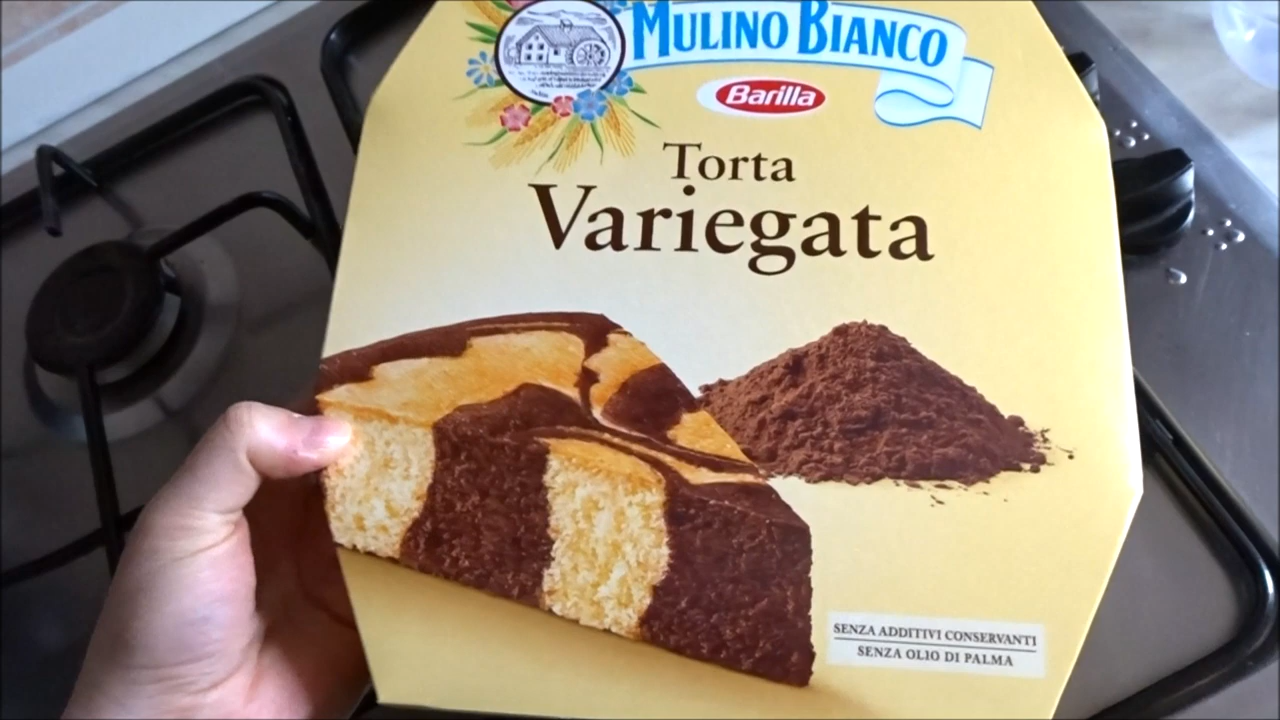 MULINO BIANCO
Barilla
Torta
Variegata
SENZA ADDITIVI CONSERVANTI
SENZA OLIO DI PALMA